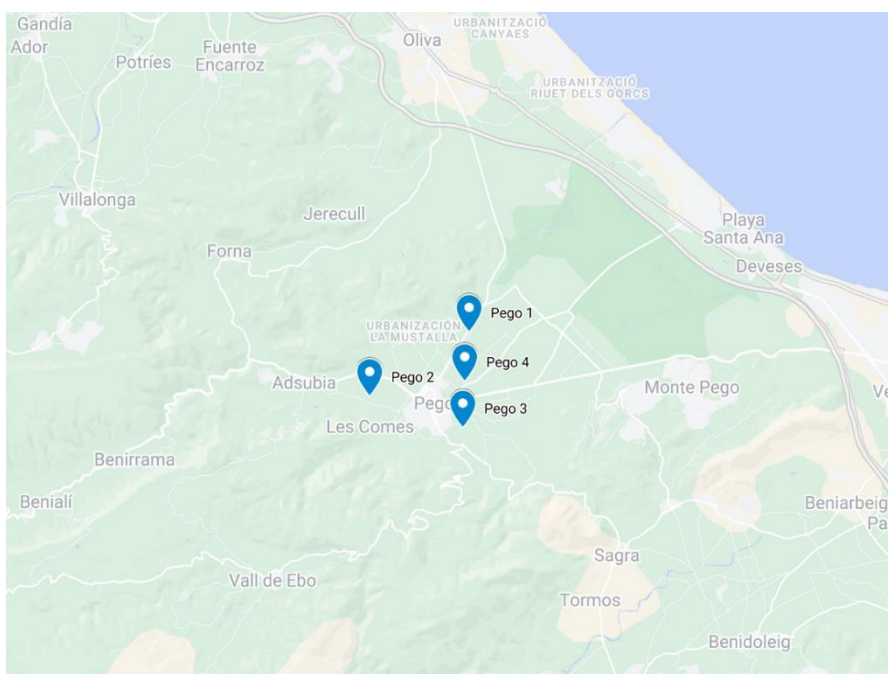 Gandía
Ador
Potríes
Fuente
Encarroz
Oliva
URBANITZACIÓ
CANYAES
URBANITZACIÓ
RIUET DELS GORCS
Villalonga
Jerecull
Forna
Playa
Santa Ana
Deveses
Pego 1
URBANIZACIÓN
LA MUSTALLA
Pego 4
Adsubia
Pego 2
Pego
Pego 3
Monte Pego
Les Comes
Benirrama
Benialí
Beniarbeig
Vall de Ebo
Sagra
Tormos
Benidoleig